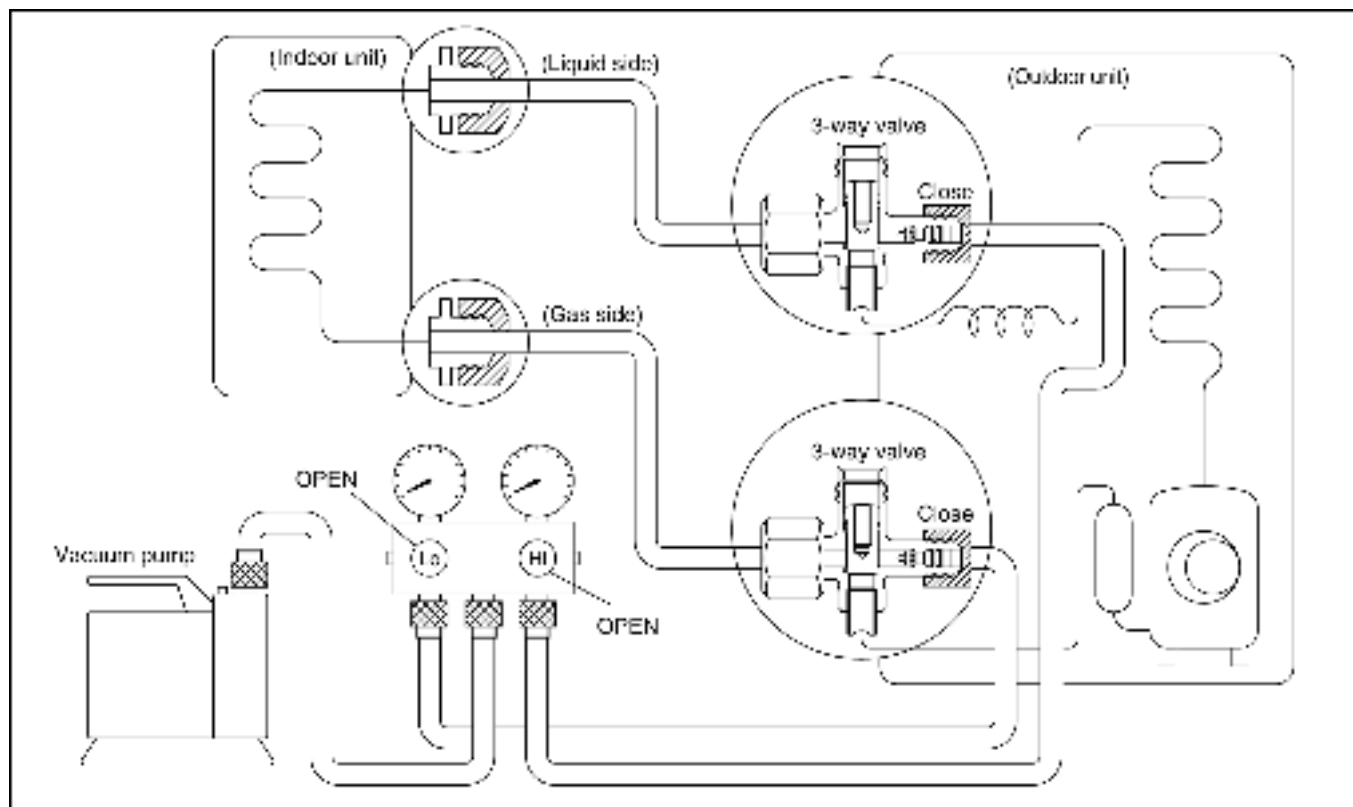 (Indoor unit)
(Liquid side)
(Outdoor unit)
3-way valve
Close
(Gas side)
3-way valve
OPEN
Close
Vacuum pump
Lo
HI
OPEN